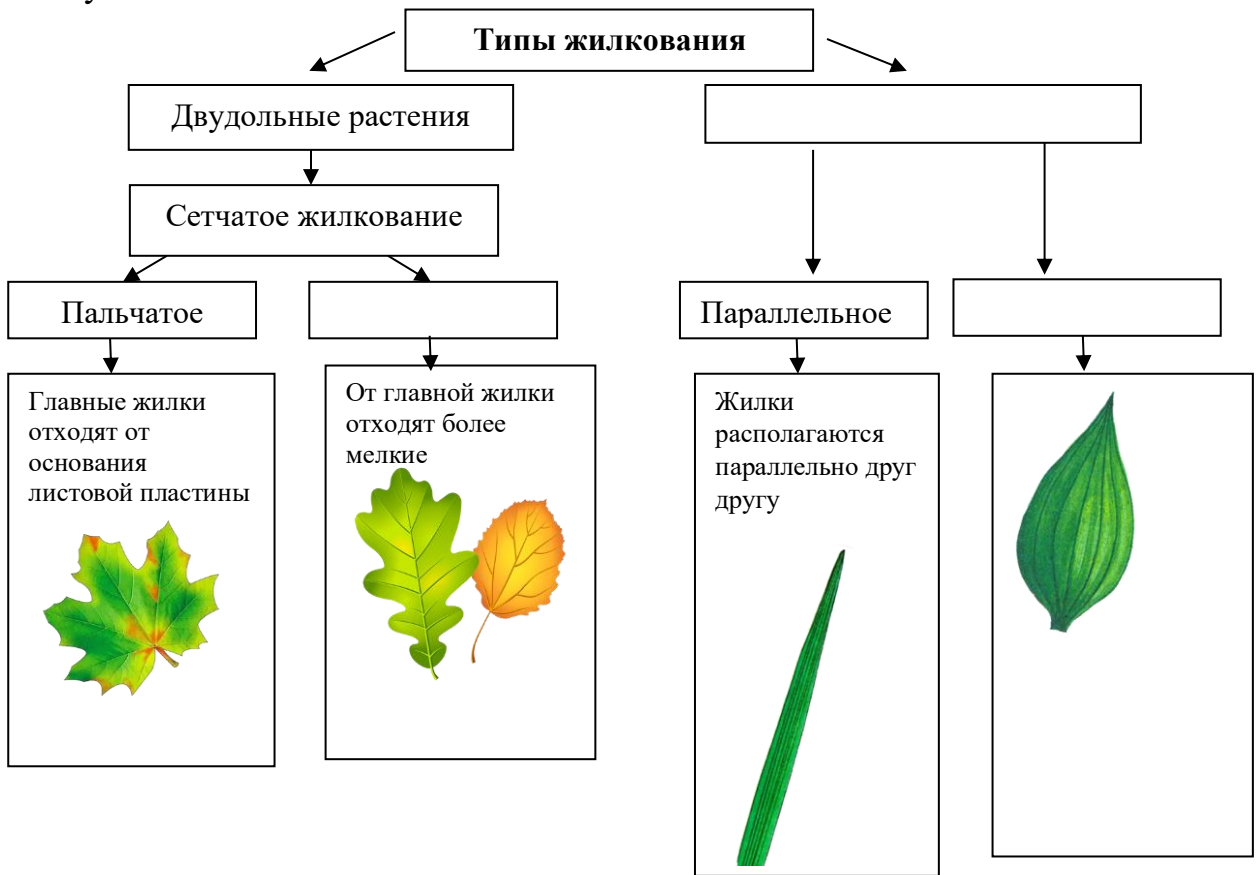 Типы жилкования
Двудольные растения
Сетчатое жилкование
Пальчатое
Параллельное
Главные жилки
отходят от
основания
листовой пластины
От главной жилки
отходят более
мелкие
Жилки
располагаются
параллельно друг
другу